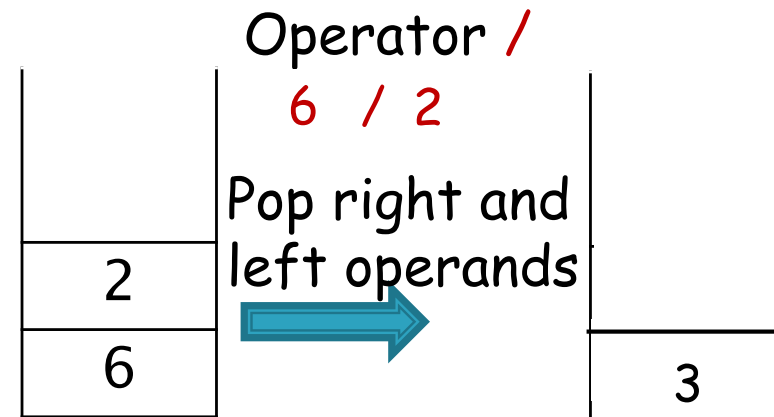 Operator /
6 / 2
Pop right and
left operands
2
6
3